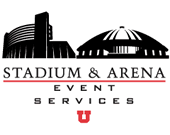 STADIUM & ARENA
EVENT
SERVICES
U